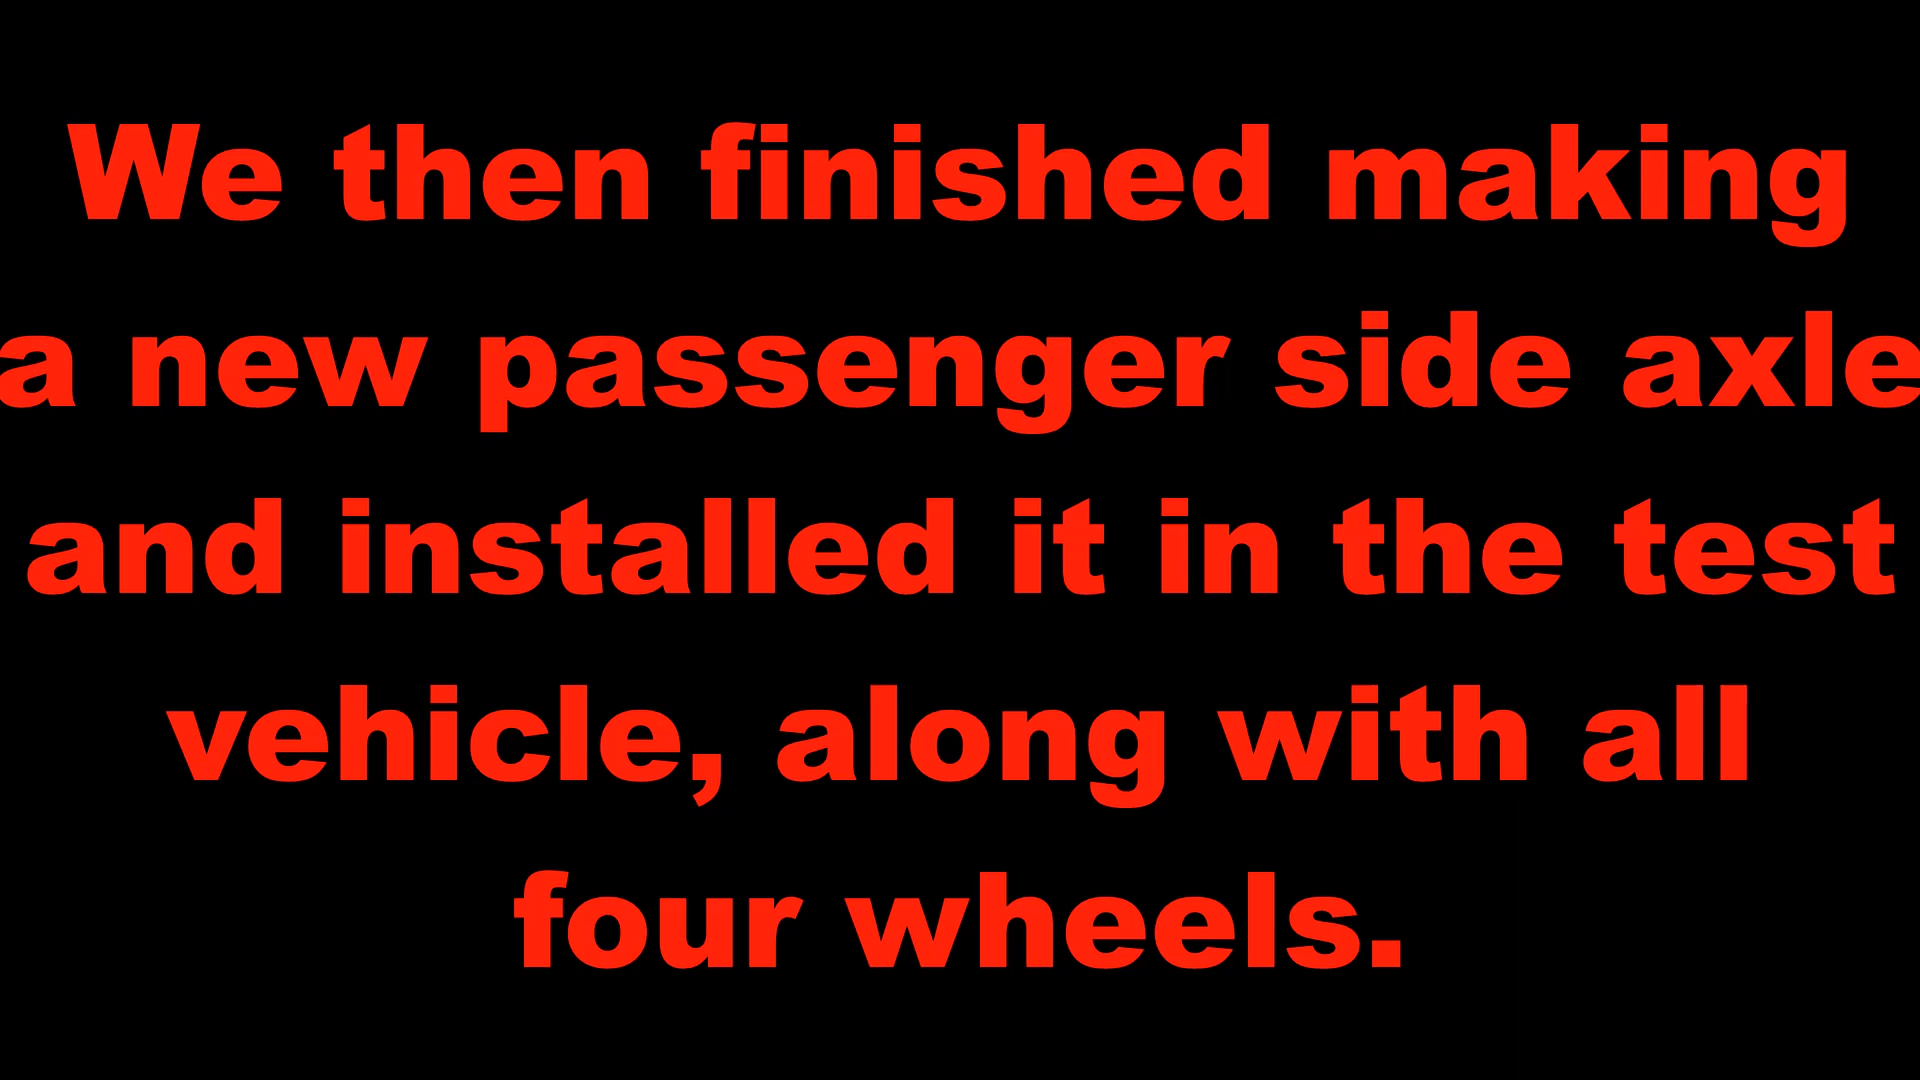 We then finished making
a new passenger side axle
and installed it in the test
vehicle, along with all
four wheels.